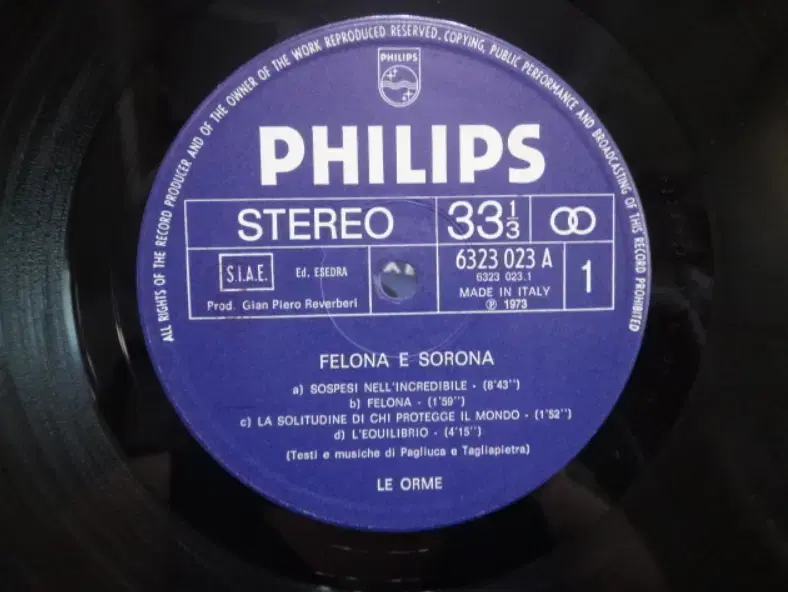 ALL RIGHTS OF THE RECORD PRODUCER AND OF THE OWNER OF THE WORK REPRODUCED RESERVED. COPYING, PUBLIC PERFORMANCE AND BROADCASTING OF THIS RECORD PROHIBITED
PHILIPS
PHILIPS
STEREO 33 1/3
S.I.A.E. Ed. ESEDRA 6323 023 A 1
6323 023.1
Prod. Gian Piero Reverberi MADE IN ITALY
℗ 1973
FELONA E SORONA
a) SOSPESI NELL'INCREDIBILE - (8'43'')
b) FELONA - (1'59'')
c) LA SOLITUDINE DI CHI PROTEGGE IL MONDO - (1'52'')
d) L'EQUILIBRIO - (4'15'')
(Testi e musiche di Pagliuca e Tagliapietra)
LE ORME